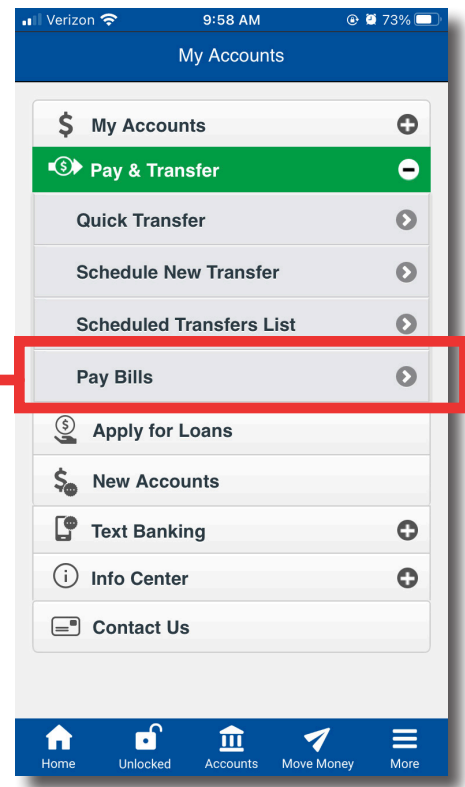 Verizon 9:58 AM 73%
My Accounts
$ My Accounts
$ Pay & Transfer
Quick Transfer
Schedule New Transfer
Scheduled Transfers List
Pay Bills
$ Apply for Loans
$ New Accounts
Text Banking
i Info Center
Contact Us
Home Unlocked Accounts Move Money More